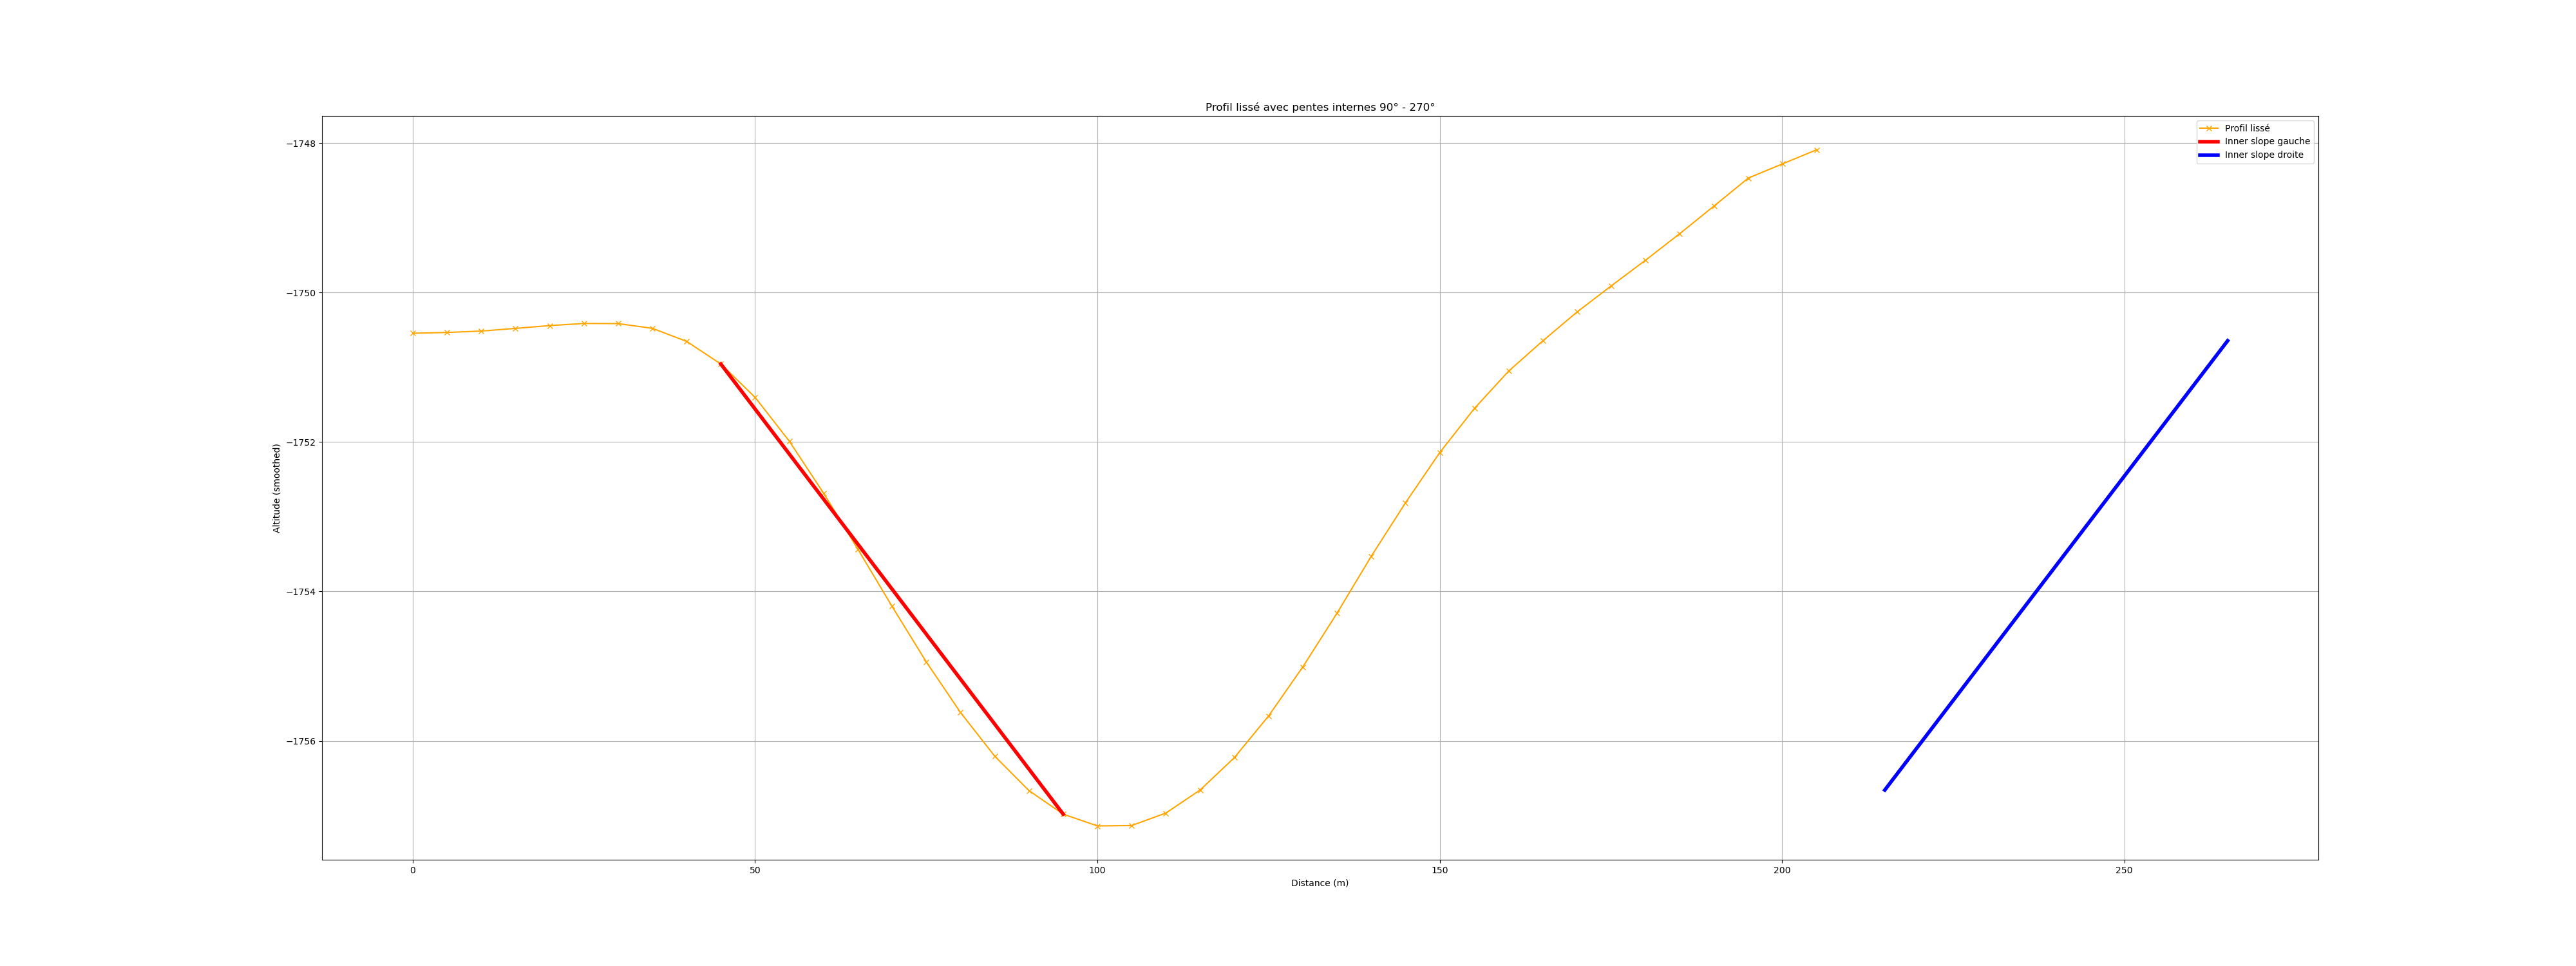 Profil lissé avec pentes internes 90° - 270°
Profil lissé
Inner slope gauche
Inner slope droite
−1748
−1750
−1752
−1754
−1756
Altitude (smoothed)
0
50
100
150
200
250
Distance (m)